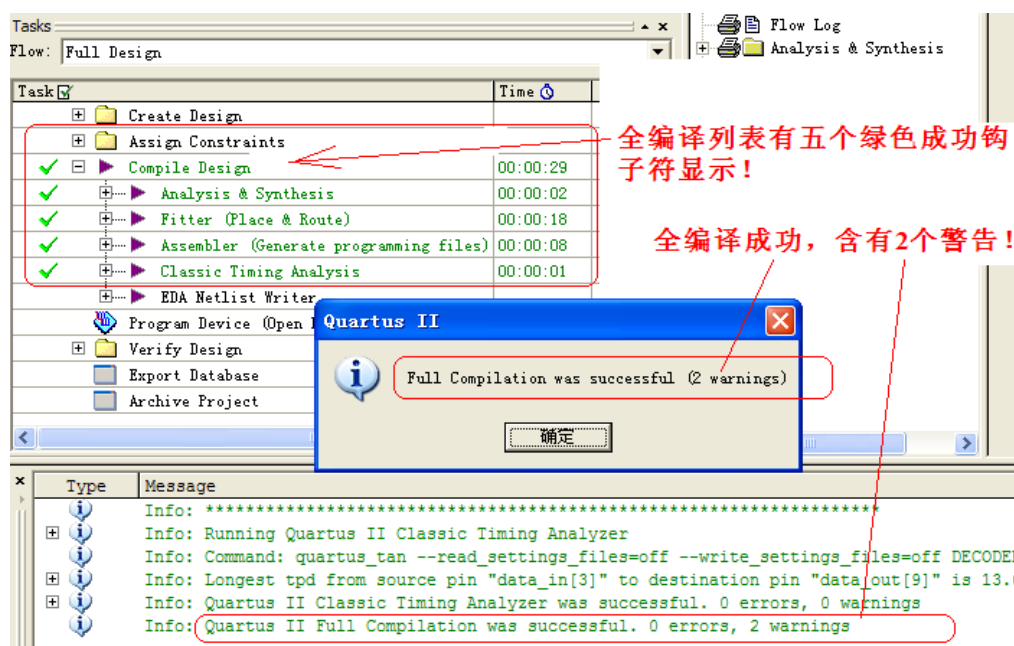 Tasks
Flow: Full Design
Flow Log
Analysis & Synthesis
Task Time
Create Design
Assign Constraints
Compile Design 00:00:29
Analysis & Synthesis 00:00:02
Fitter (Place & Route) 00:00:18
Assembler (Generate programming files) 00:00:08
Classic Timing Analysis 00:00:01
EDA Netlist Writer
Program Device (Open
Verify Design
Export Database
Archive Project
全编译列表有五个绿色成功钩
子符显示！
全编译成功，含有2个警告！
Quartus II
Full Compilation was successful (2 warnings)
确定
Type Message
Info: *******************************************************************
Info: Running Quartus II Classic Timing Analyzer
Info: Command: quartus_tan --read_settings_files=off --write_settings_files=off DECODE
Info: Longest tpd from source pin "data_in[3]" to destination pin "data_out[9]" is 13.
Info: Quartus II Classic Timing Analyzer was successful. 0 errors, 0 warnings
Info: Quartus II Full Compilation was successful. 0 errors, 2 warnings